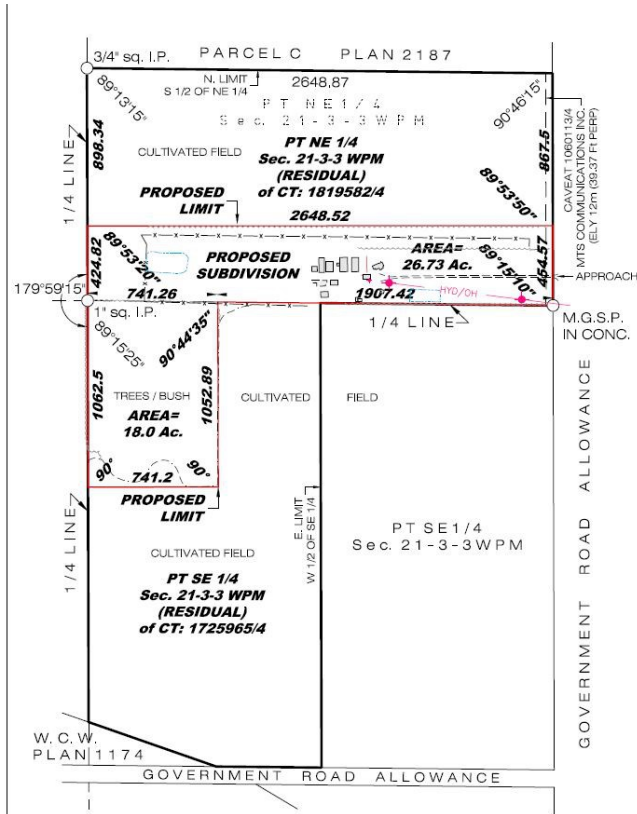 PARCEL C PLAN 2187
3/4" sq. I.P.
N. LIMIT
S 1/2 OF NE 1/4
2648.87
89°13'15"
90°46'15"
PT NE1/4
Sec. 21-3-3WPM
898.34
867.5
1/4 LINE
CULTIVATED FIELD
PT NE 1/4
Sec. 21-3-3 WPM
(RESIDUAL)
of CT: 1819582/4
CAVEAT 1060113/4
MTS COMMUNICATIONS INC.
(ELY 12m (39.37 Ft PERP)
PROPOSED
LIMIT
2648.52
89°53'50"
424.82
89°53'20"
PROPOSED
SUBDIVISION
AREA=
26.73 Ac.
89°15'10"
454.57
APPROACH
179°59'15"
741.26
1907.42
HYD/OH
1" sq. I.P.
1/4 LINE
M.G.S.P.
IN CONC.
89°15'25"
90°44'35"
1062.5
TREES / BUSH
AREA=
18.0 Ac.
1052.89
CULTIVATED FIELD
90°
741.2
90°
PROPOSED
LIMIT
E. LIMIT
W 1/2 OF SE 1/4
PT SE1/4
Sec. 21-3-3WPM
GOVERNMENT ROAD ALLOWANCE
1/4 LINE
CULTIVATED FIELD
PT SE 1/4
Sec. 21-3-3 WPM
(RESIDUAL)
of CT: 1725965/4
W.C.W.
PLAN 1174
GOVERNMENT ROAD ALLOWANCE